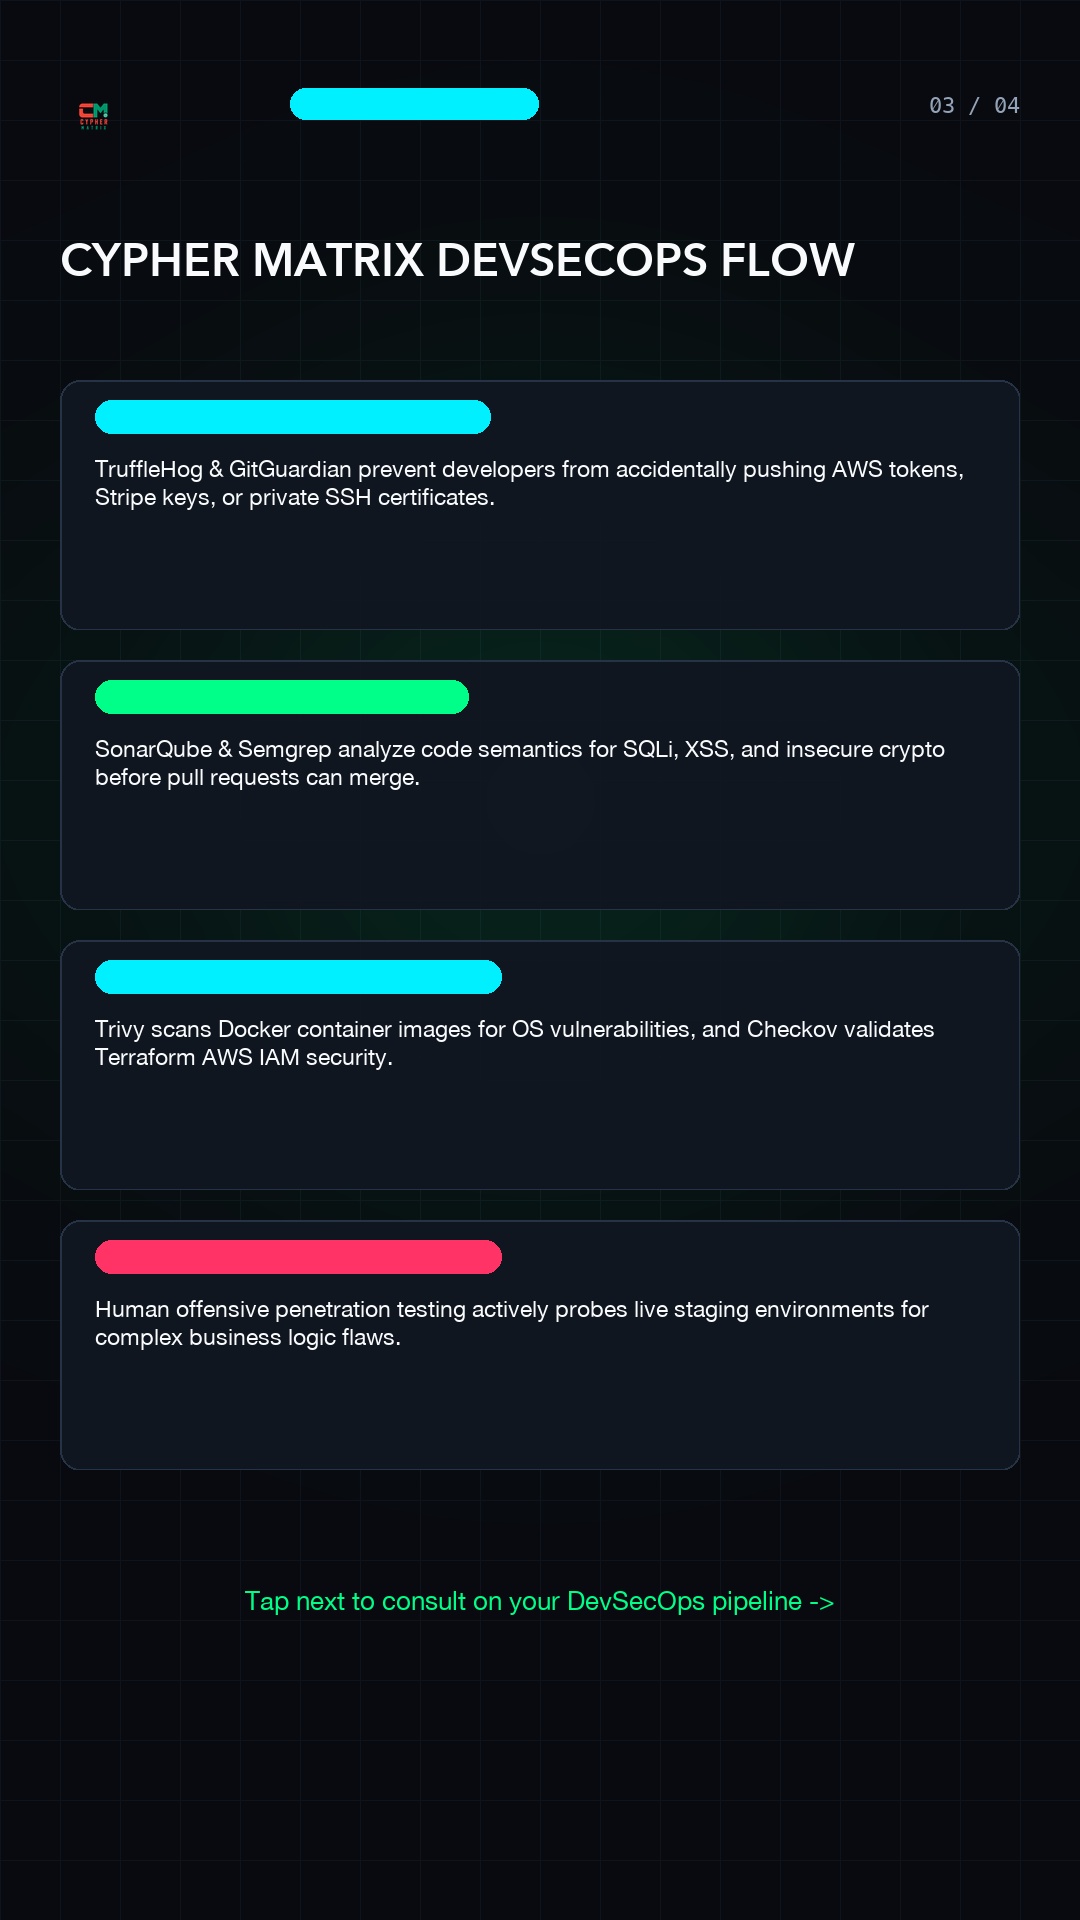 CM
CYPHER
MATRIX
03 / 04
CYPHER MATRIX DEVSECOPS FLOW
TruffleHog & GitGuardian prevent developers from accidentally pushing AWS tokens,
Stripe keys, or private SSH certificates.
SonarQube & Semgrep analyze code semantics for SQLi, XSS, and insecure crypto
before pull requests can merge.
Trivy scans Docker container images for OS vulnerabilities, and Checkov validates
Terraform AWS IAM security.
Human offensive penetration testing actively probes live staging environments for
complex business logic flaws.
Tap next to consult on your DevSecOps pipeline ->